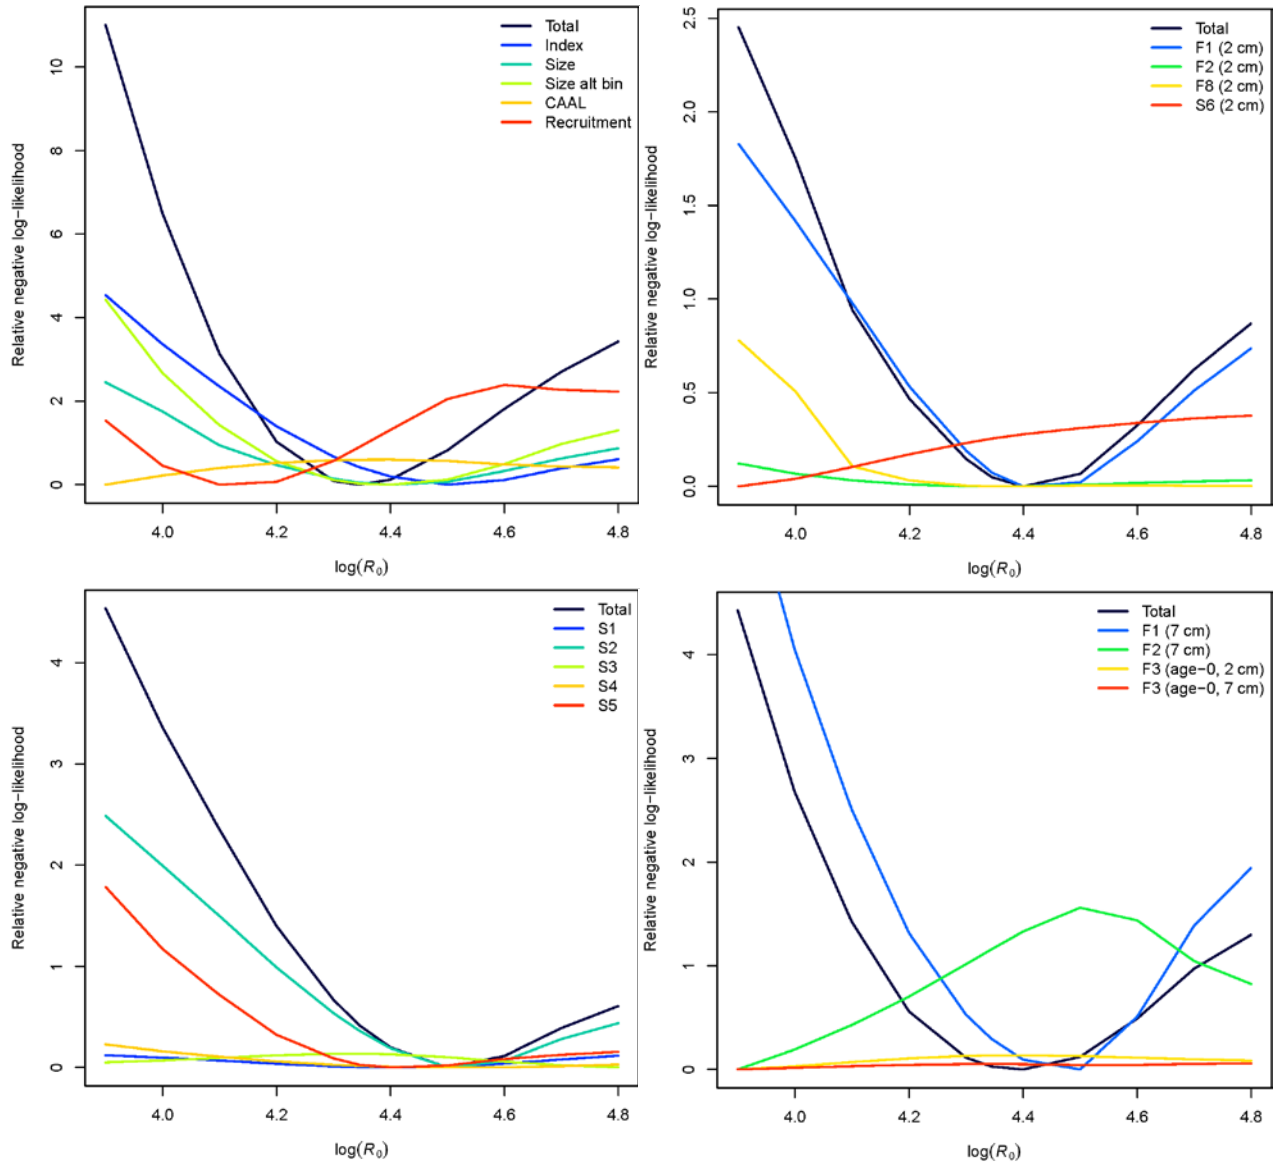 Total
Index
Size
Size alt bin
CAAL
Recruitment
Relative negative log−likelihood
0
2
4
6
8
10
4.0
4.2
4.4
4.6
4.8
log(R0)
Total
F1 (2 cm)
F2 (2 cm)
F8 (2 cm)
S6 (2 cm)
Relative negative log−likelihood
0.0
0.5
1.0
1.5
2.0
2.5
4.0
4.2
4.4
4.6
4.8
log(R0)
Total
S1
S2
S3
S4
S5
Relative negative log−likelihood
0
1
2
3
4
4.0
4.2
4.4
4.6
4.8
log(R0)
Total
F1 (7 cm)
F2 (7 cm)
F3 (age−0, 2 cm)
F3 (age−0, 7 cm)
Relative negative log−likelihood
0
1
2
3
4
4.0
4.2
4.4
4.6
4.8
log(R0)